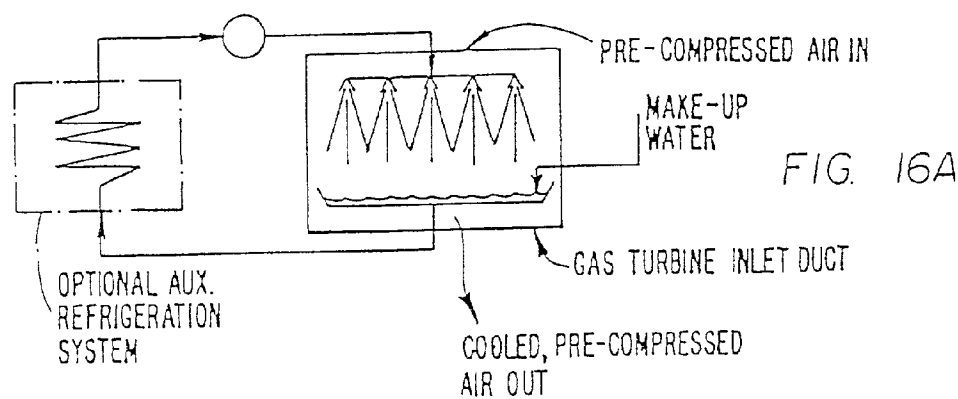 PRE-COMPRESSED AIR IN
MAKE-UP
WATER
FIG. 16A
GAS TURBINE INLET DUCT
OPTIONAL AUX.
REFRIGERATION
SYSTEM
COOLED, PRE-COMPRESSED
AIR OUT